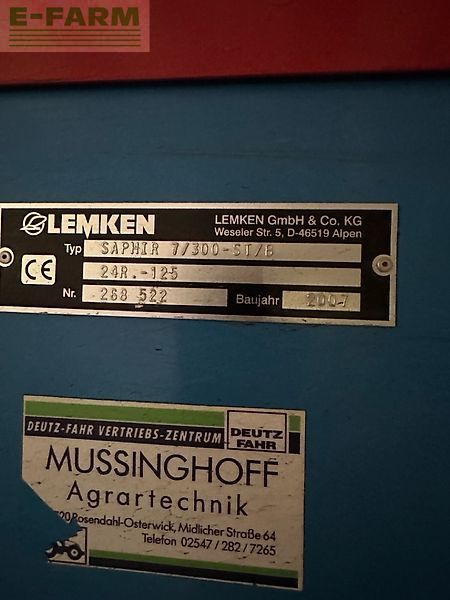 E-FARM
LEMKEN
LEMKEN GmbH & Co. KG
Weseler Str. 5, D-46519 Alpen
Typ SAPHIR 7/300-ST/B
CE 24R.-125
Nr. 268 522 Baujahr 2007
DEUTZ-FAHR VERTRIEBS-ZENTRUM
DEUTZ
FAHR
MUSSINGHOFF
Agrartechnik
Rosendahl-Osterwick, Midlicher Straße 64
Telefon 02547/282/7265